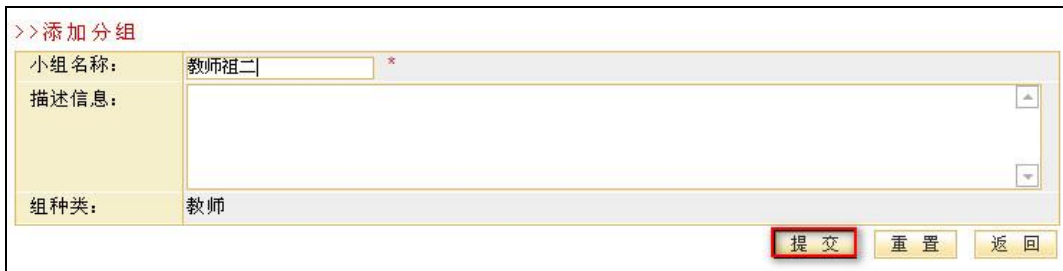 >>添加分组
小组名称： 教师祖二 *
描述信息：
组种类： 教师
提 交 重 置 返 回